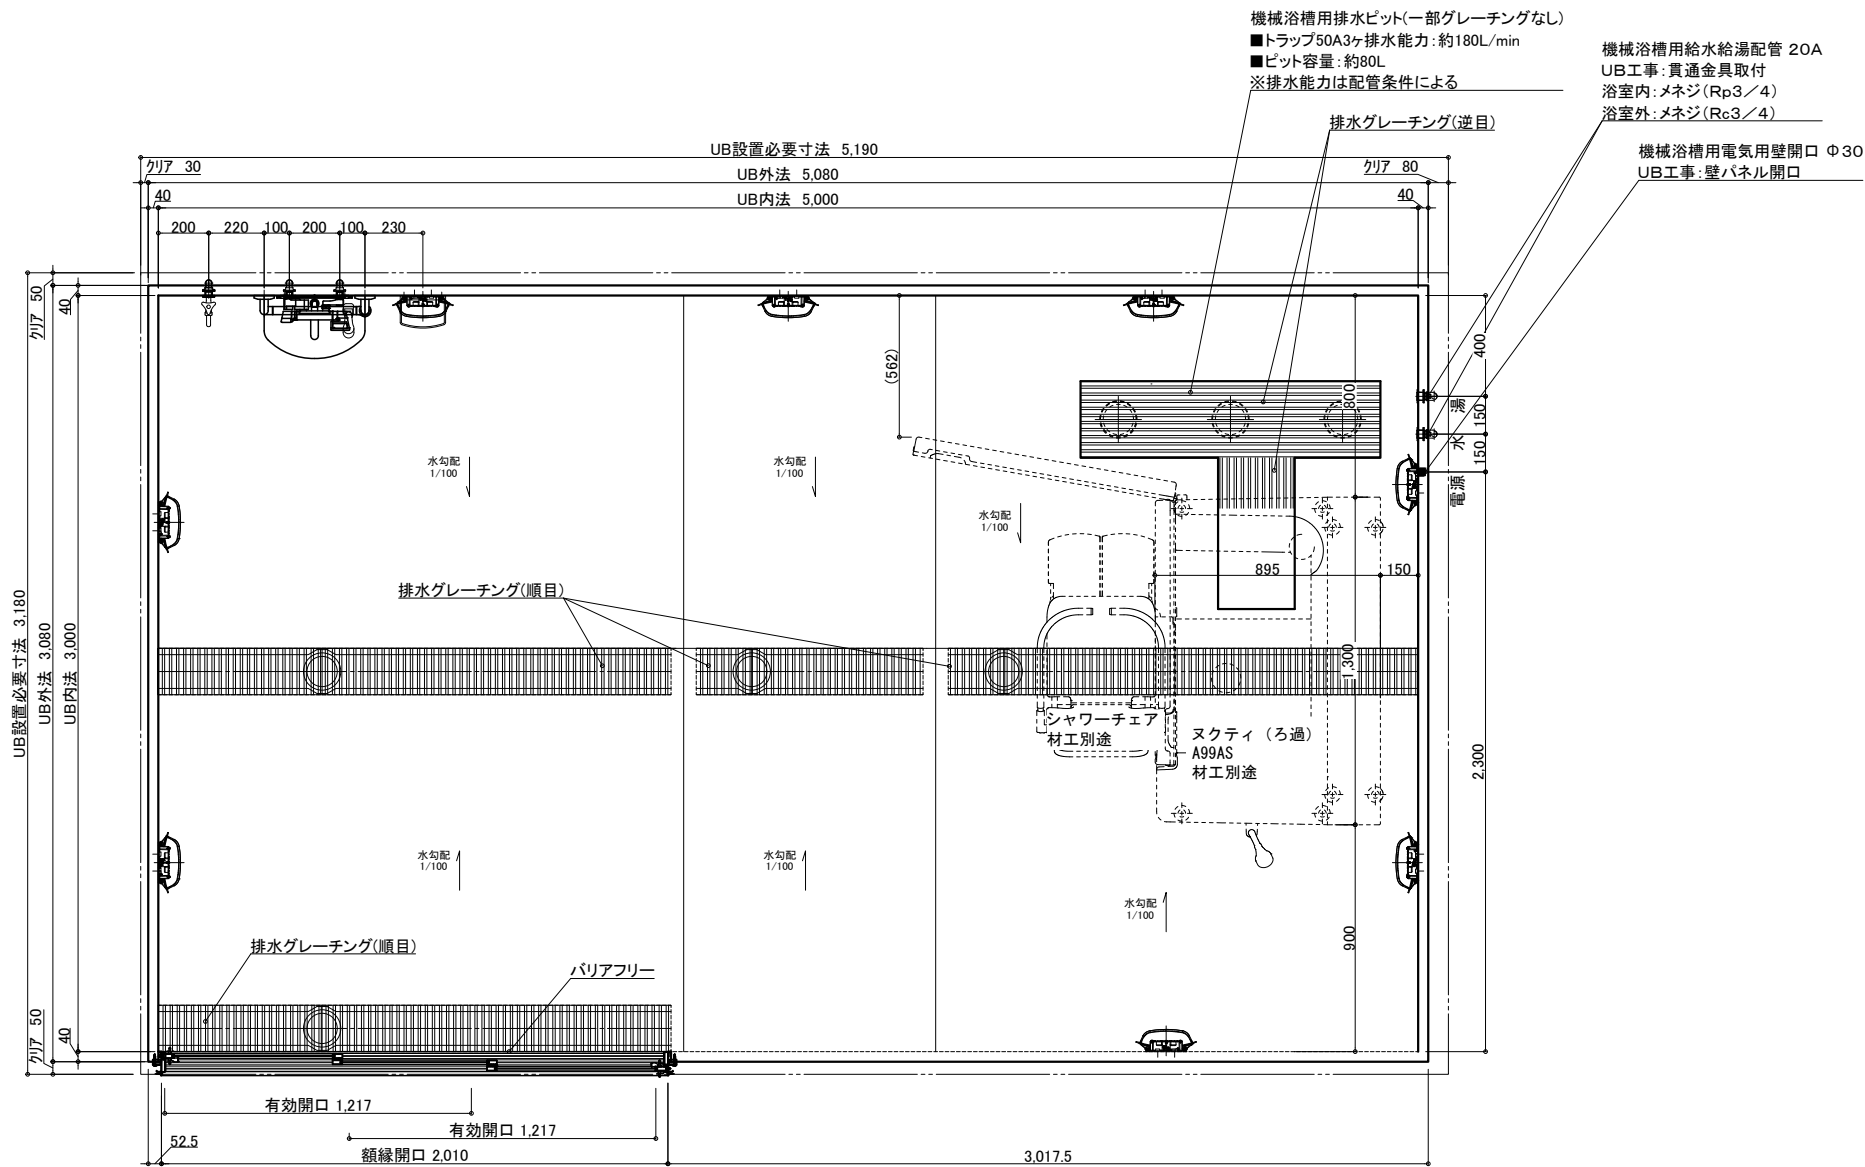 機械浴槽用排水ピット(一部グレーチングなし)
■トラップ50A3ヶ排水能力:約180L/min
■ピット容量:約80L
※排水能力は配管条件による
機械浴槽用給水給湯配管 20A
UB工事:貫通金具取付
浴室内:メネジ(Rp3/4)
浴室外:メネジ(Rc3/4)
排水グレーチング(逆目)
機械浴槽用電気用壁開口 Φ30
UB工事:壁パネル開口
UB設置必要寸法 5,190
クリア 30
UB外法 5,080
クリア 80
40
UB内法 5,000
40
200
220
100
200
100
230
クリア 50
40
(562)
800
400
湯
150
水
150
電源
水勾配
1/100
水勾配
1/100
水勾配
1/100
895
150
排水グレーチング(順目)
UB設置必要寸法 3,180
UB外法 3,080
UB内法 3,000
1,300
シャワーチェア
材工別途
ヌクティ(ろ過)
A99AS
材工別途
2,300
水勾配
1/100
水勾配
1/100
水勾配
1/100
900
排水グレーチング(順目)
バリアフリー
クリア 50
40
有効開口 1,217
有効開口 1,217
52.5
額縁開口 2,010
3,017.5